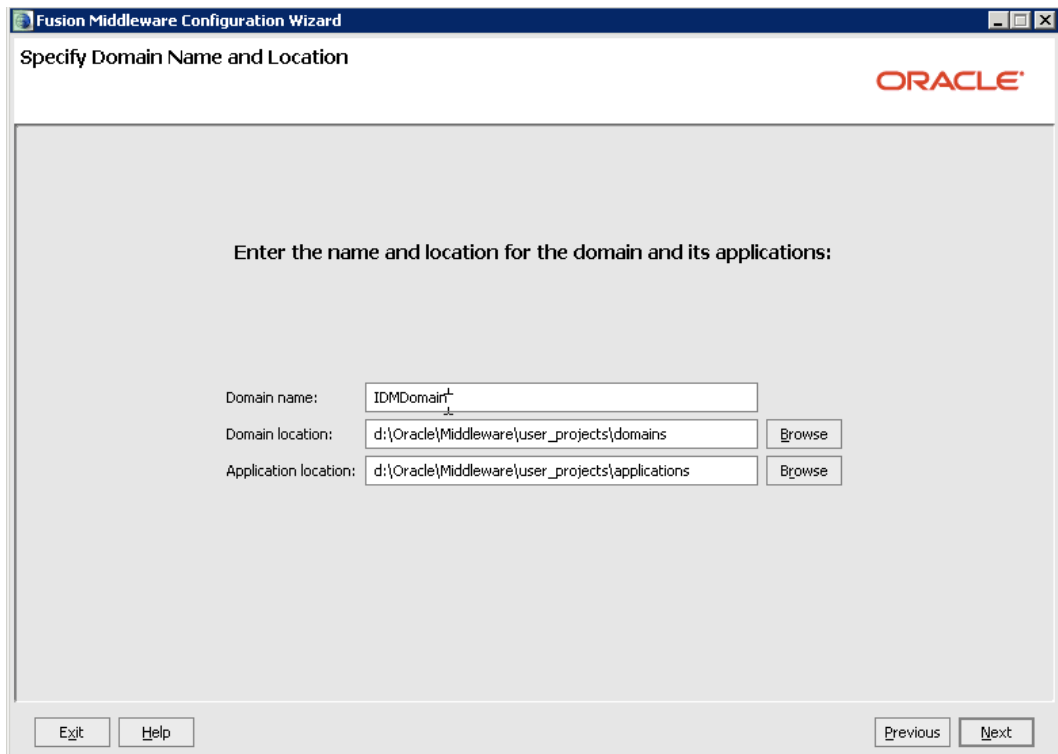 Fusion Middleware Configuration Wizard
Specify Domain Name and Location
ORACLE
Enter the name and location for the domain and its applications:
Domain name: IDMDomain
Domain location: d:\Oracle\Middleware\user_projects\domains Browse
Application location: d:\Oracle\Middleware\user_projects\applications Browse
Exit Help Previous Next